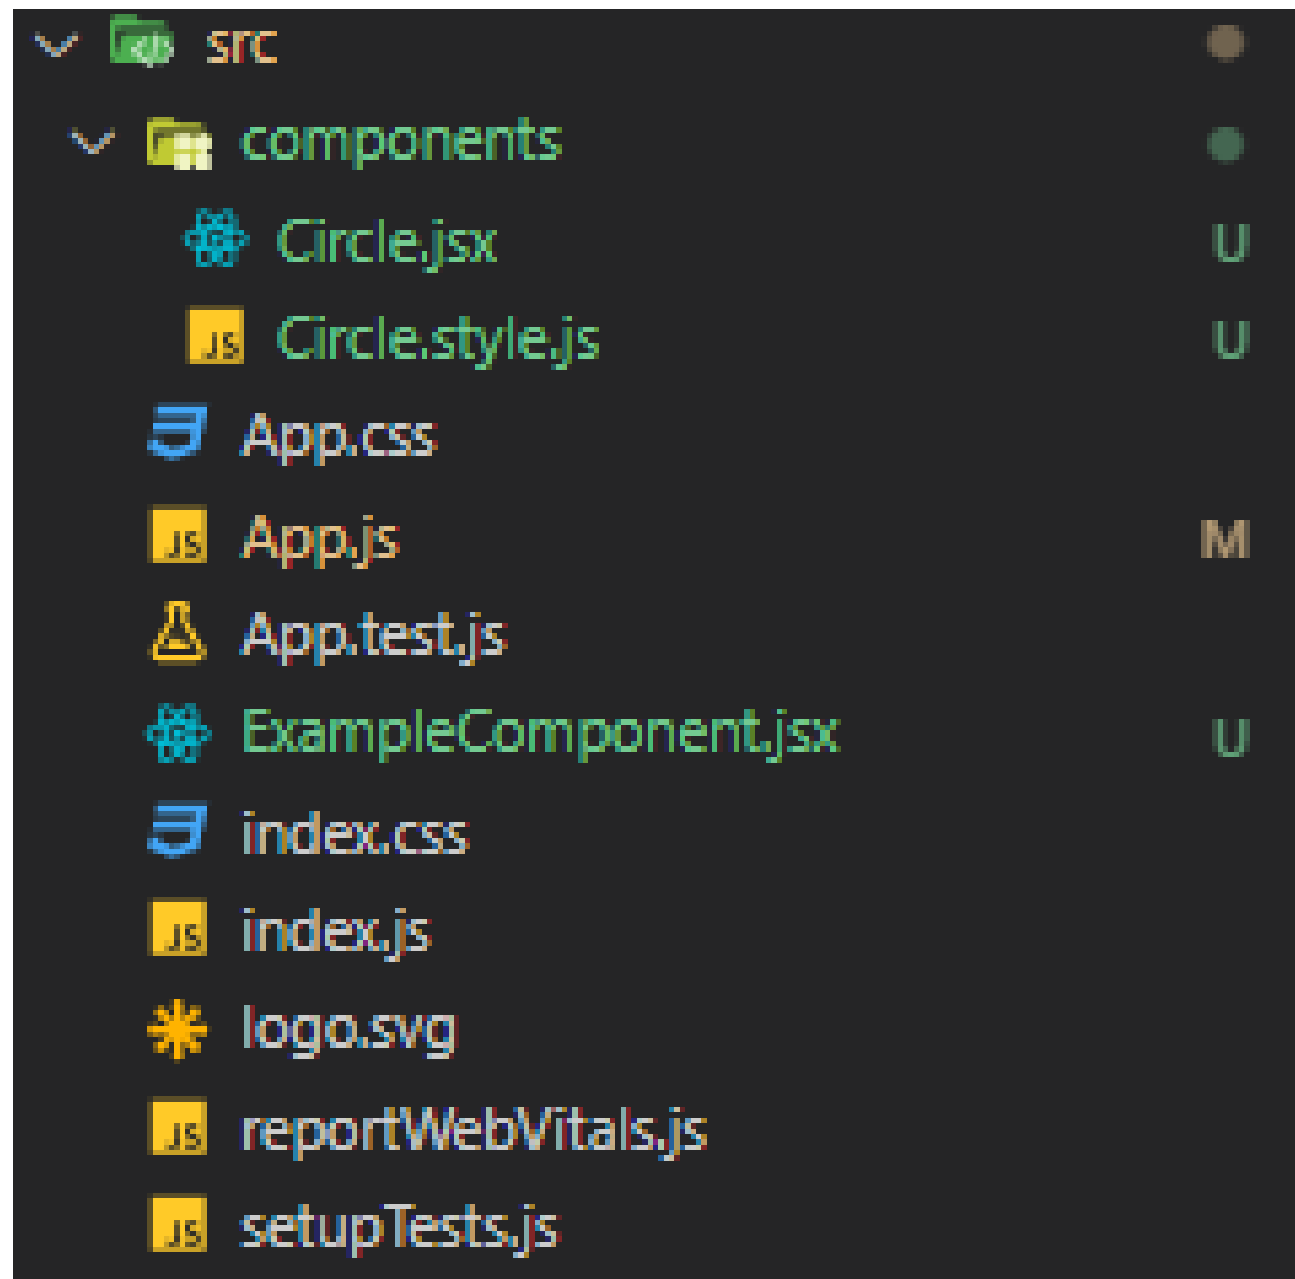 src
components
Circle.jsx U
Circle.style.js U
App.css
App.js M
App.test.js
ExampleComponent.jsx U
index.css
index.js
logo.svg
reportWebVitals.js
setupTests.js